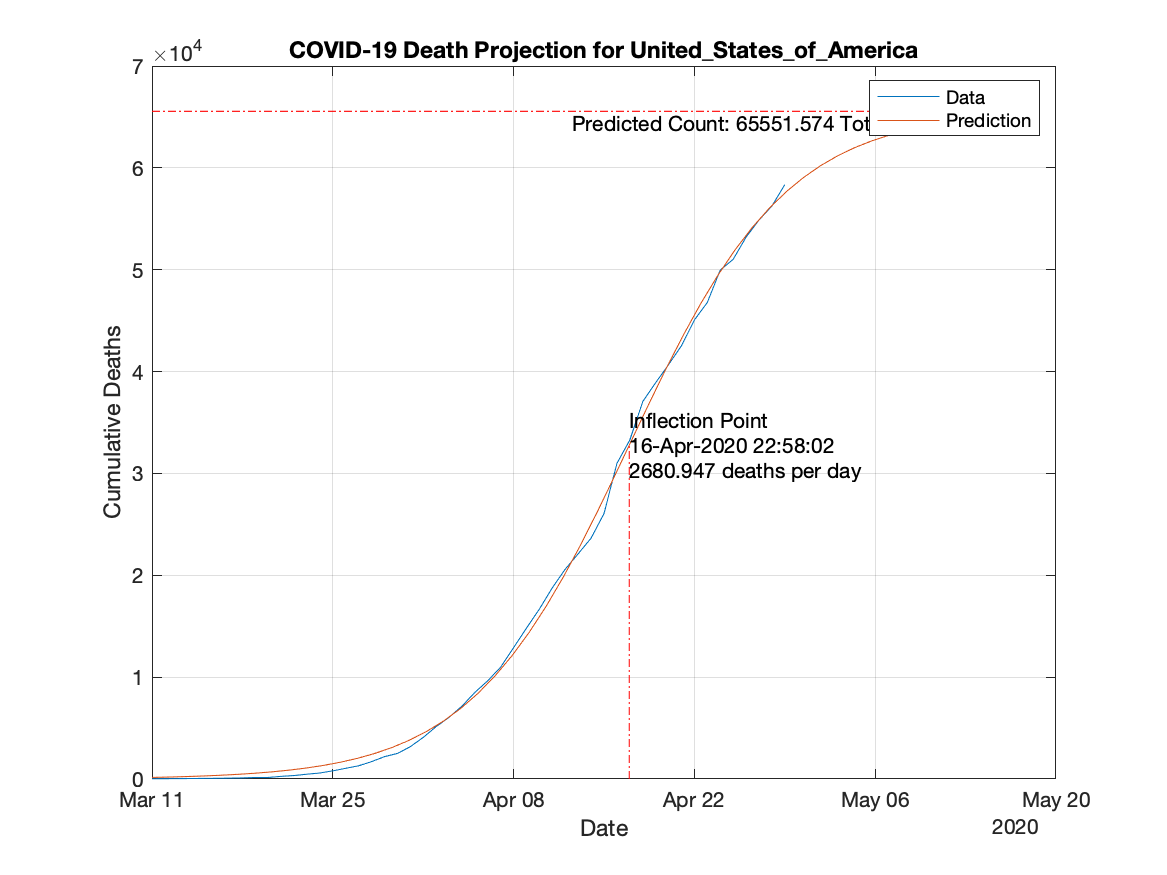 COVID-19 Death Projection for United_States_of_America
×10⁴
7
6
5
4
3
2
1
0
Cumulative Deaths
Data
Prediction
Predicted Count: 65551.574 Tot
Inflection Point
16-Apr-2020 22:58:02
2680.947 deaths per day
Mar 11
Mar 25
Apr 08
Apr 22
May 06
May 20
Date
2020